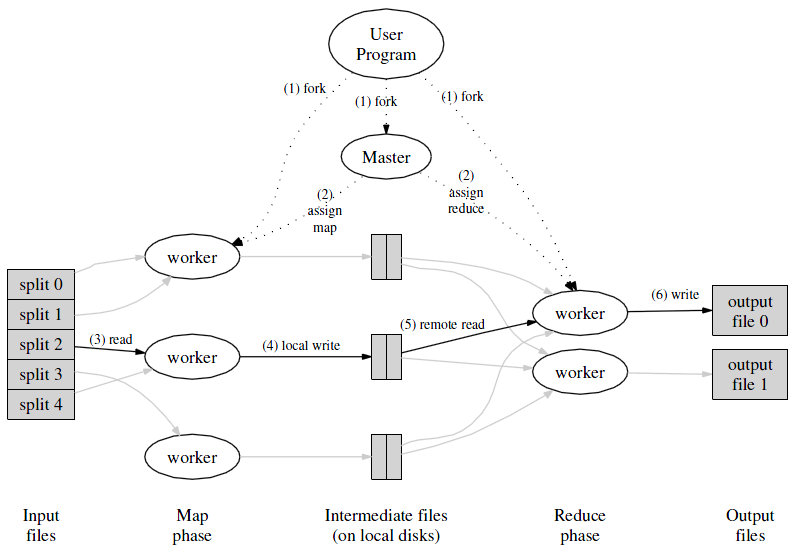 User
Program
(1) fork
(1) fork
(1) fork
Master
(2)
assign
map
(2)
assign
reduce
worker
split 0
split 1
split 2
split 3
split 4
(3) read
worker
(4) local write
(5) remote read
worker
(6) write
output
file 0
worker
output
file 1
worker
Input
files
Map
phase
Intermediate files
(on local disks)
Reduce
phase
Output
files